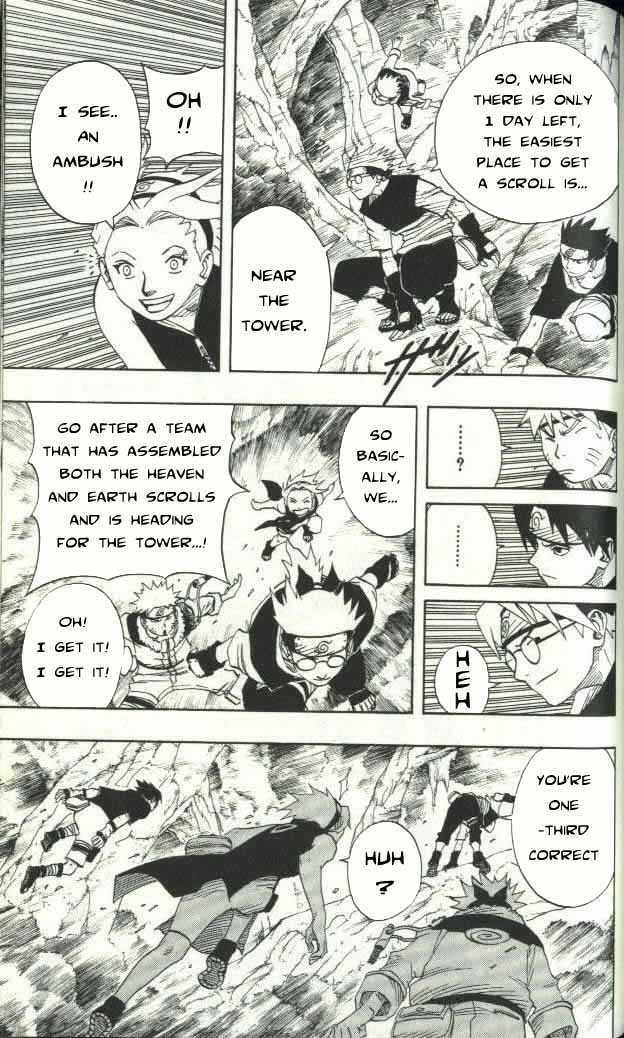 SO, WHEN
THERE IS ONLY
1 DAY LEFT,
THE EASIEST
PLACE TO GET
A SCROLL IS...
NEAR
THE
TOWER.
OH
!!
I SEE..
AN
AMBUSH
!!
.........
?
.........
HEH
SO
BASIC-
ALLY,
WE...
GO AFTER A TEAM
THAT HAS ASSEMBLED
BOTH THE HEAVEN
AND EARTH SCROLLS
AND IS HEADING
FOR THE TOWER...!
OH!
I GET IT!
I GET IT!
YOU'RE
ONE
-THIRD
CORRECT
HUH
?